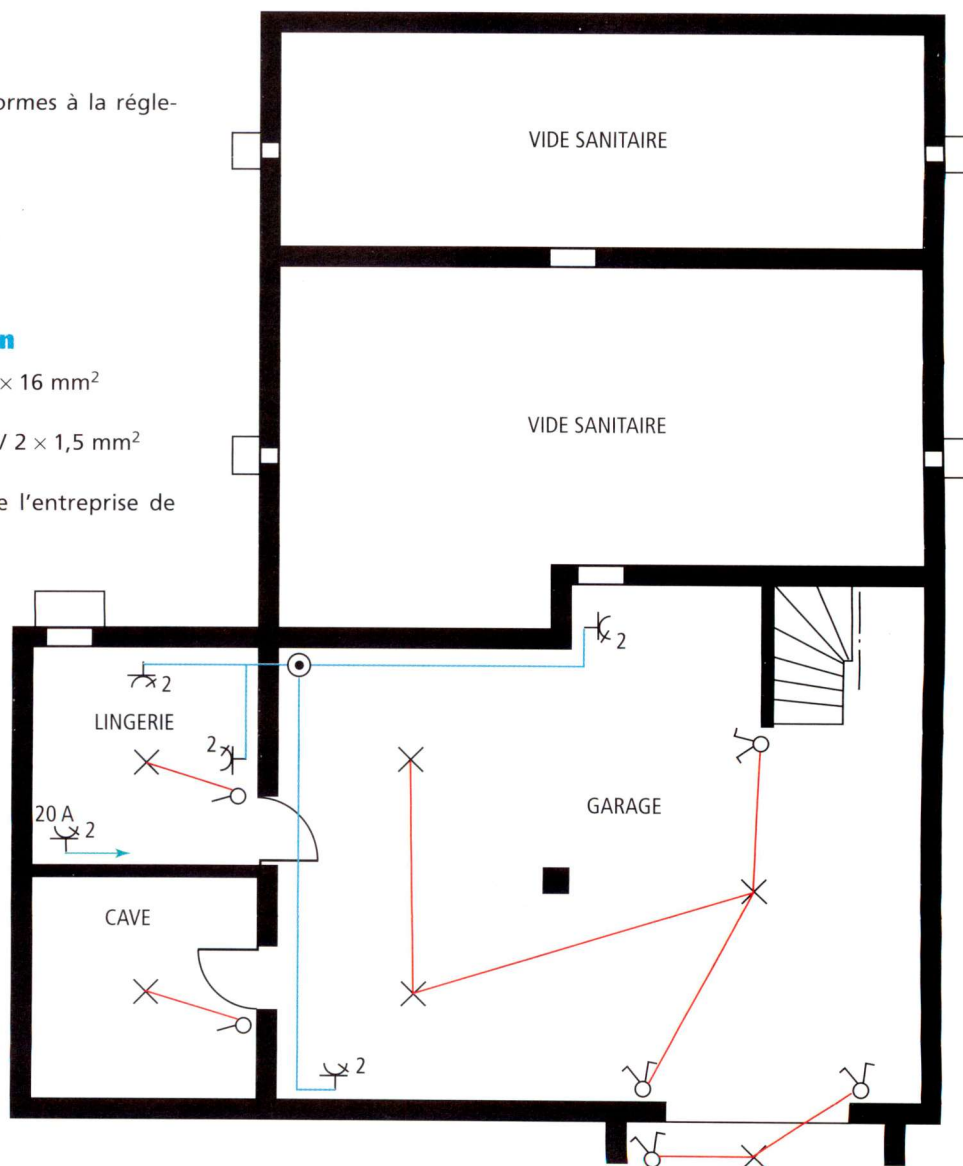 ormes à la régle-
n
× 16 mm²
/ 2 × 1,5 mm²
e l'entreprise de
VIDE SANITAIRE
VIDE SANITAIRE
2
2
LINGERIE
2
20 A
2
GARAGE
CAVE
2